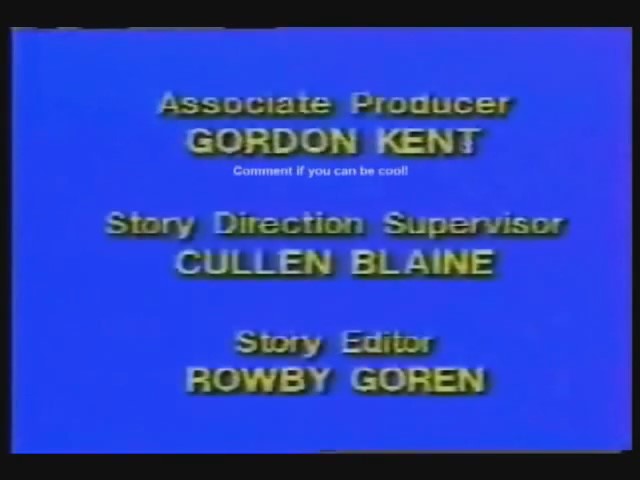 Associate Producer
GORDON KENT
Comment if you can be cool!
Story Direction Supervisor
CULLEN BLAINE
Story Editor
ROWBY GOREN